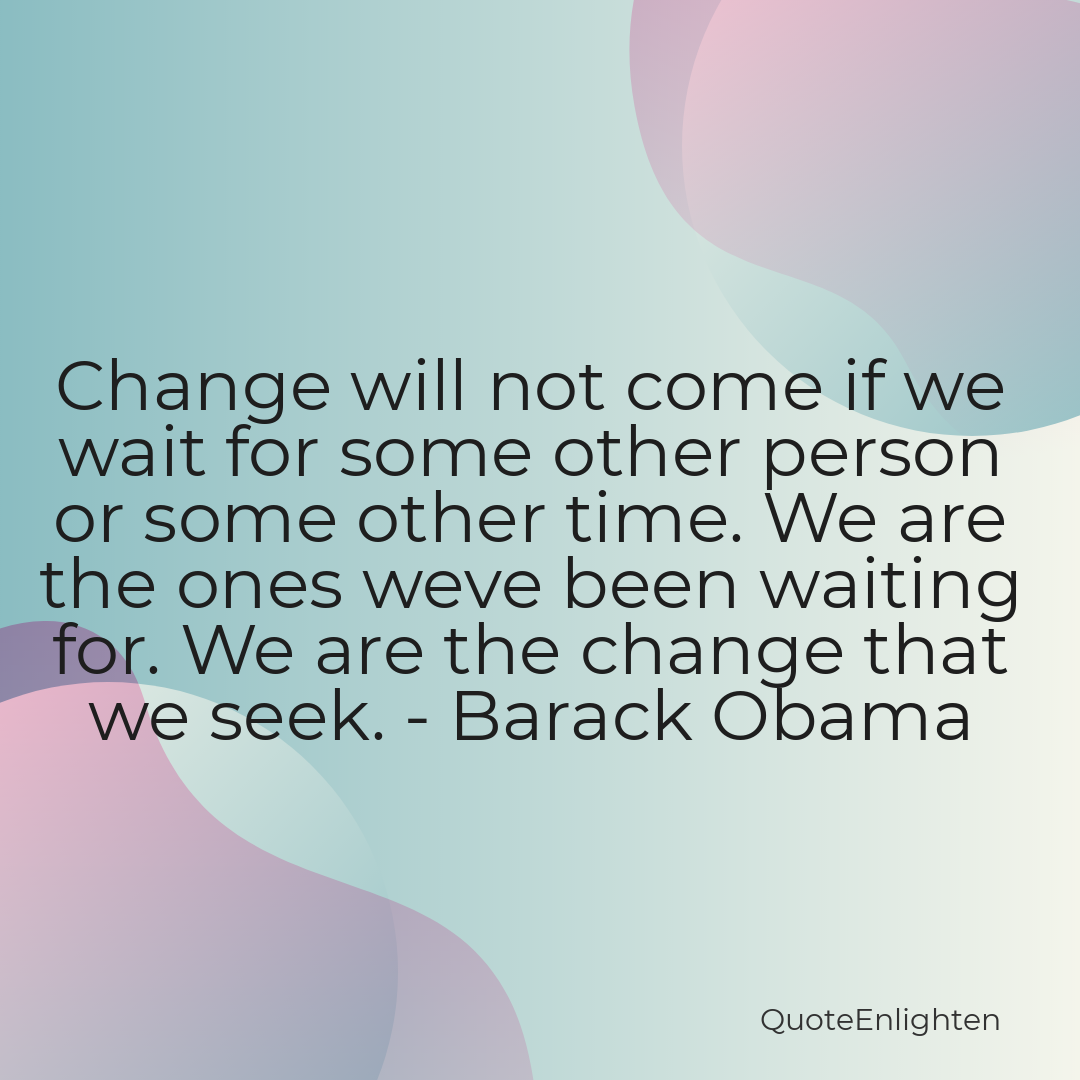 Change will not come if we
wait for some other person
or some other time. We are
the ones weve been waiting
for. We are the change that
we seek. - Barack Obama
QuoteEnlighten